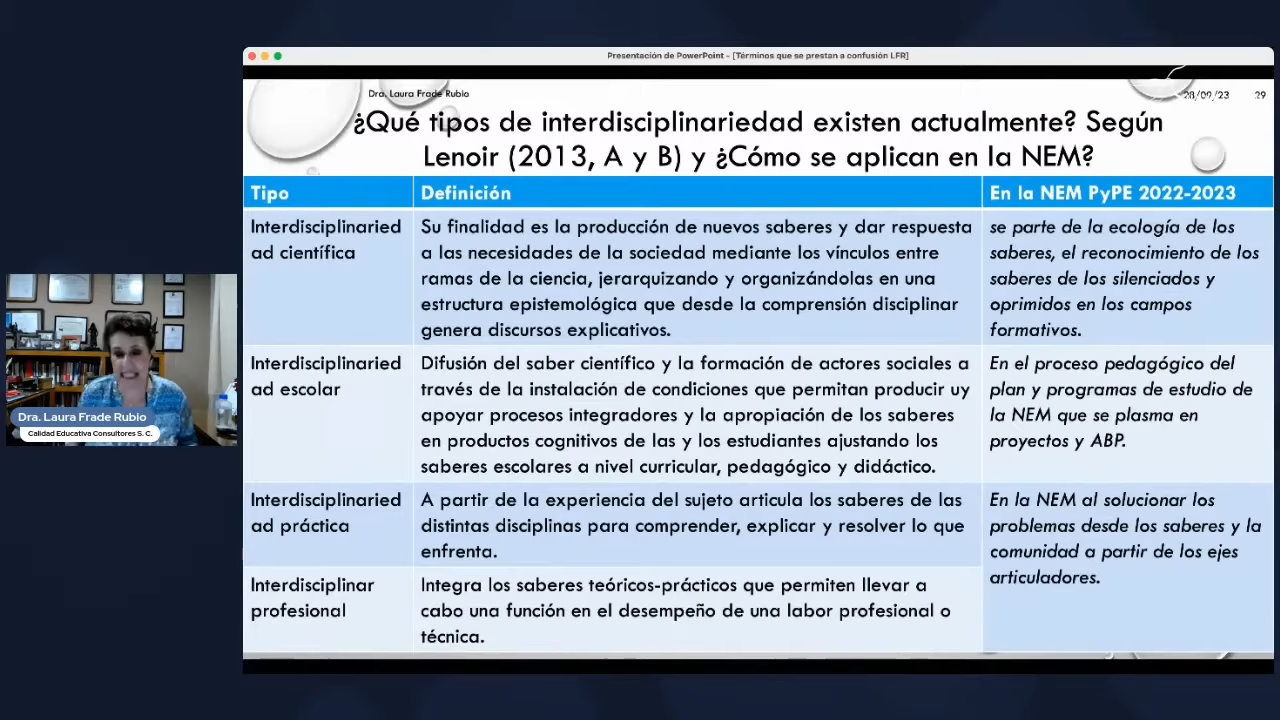 Presentación de PowerPoint - [Términos que se prestan a confusión LFR]
Dra. Laura Frade Rubio
28/09/23
29
¿Qué tipos de interdisciplinariedad existen actualmente? Según
Lenoir (2013, A y B) y ¿Cómo se aplican en la NEM?
Tipo
Definición
En la NEM PyPE 2022-2023
Interdisciplinaried
ad científica
Su finalidad es la producción de nuevos saberes y dar respuesta
a las necesidades de la sociedad mediante los vínculos entre
ramas de la ciencia, jerarquizando y organizándolas en una
estructura epistemológica que desde la comprensión disciplinar
genera discursos explicativos.
se parte de la ecología de los
saberes, el reconocimiento de los
saberes de los silenciados y
oprimidos en los campos
formativos.
Interdisciplinaried
ad escolar
Difusión del saber científico y la formación de actores sociales a
través de la instalación de condiciones que permitan producir uy
apoyar procesos integradores y la apropiación de los saberes
en productos cognitivos de las y los estudiantes ajustando los
saberes escolares a nivel curricular, pedagógico y didáctico.
En el proceso pedagógico del
plan y programas de estudio de
la NEM que se plasma en
proyectos y ABP.
Interdisciplinaried
ad práctica
A partir de la experiencia del sujeto articula los saberes de las
distintas disciplinas para comprender, explicar y resolver lo que
enfrenta.
En la NEM al solucionar los
problemas desde los saberes y la
comunidad a partir de los ejes
articuladores.
Interdisciplinar
profesional
Integra los saberes teóricos-prácticos que permiten llevar a
cabo una función en el desempeño de una labor profesional o
técnica.
Dra. Laura Frade Rubio
Calidad Educativa Consultores S. C.